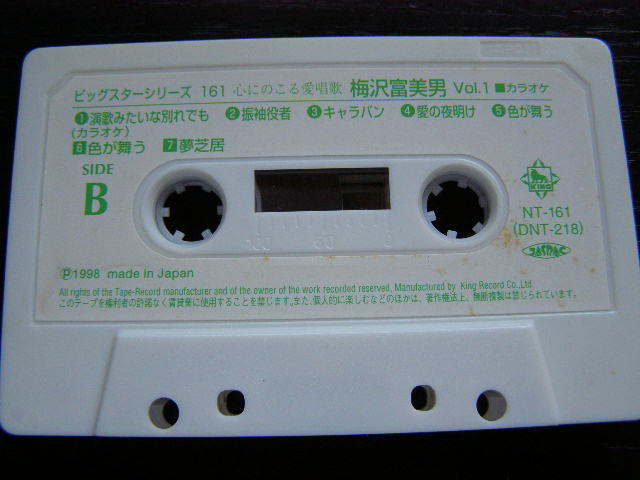 ビッグスターシリーズ 161 心にのこる愛唱歌 梅沢富美男 Vol.1 ■カラオケ
❶演歌みたいな別れでも ❷振袖役者 ❸キャラバン ❹愛の夜明け ❺色が舞う
(カラオケ)
6色が舞う 7夢芝居
SIDE
B
KING
NT-161
(DNT-218)
JASRAC
100 50 0
Ⓟ1998 made in Japan
All rights of the Tape-Record manufacturer and of the owner of the work recorded reserved. Manufactured by King Record Co.,Ltd.
このテープを権利者の許諾なく賃貸業に使用することを禁じます。また、個人的に楽しむなどのほかは、著作権法上、無断複製は禁じられています。